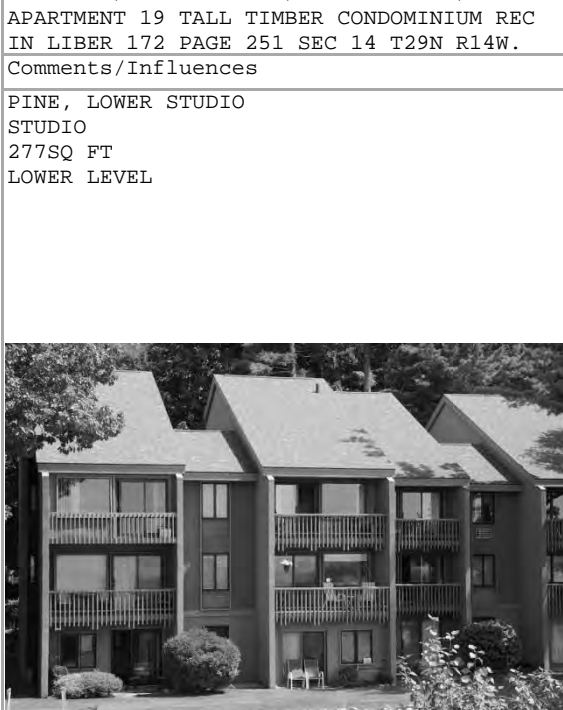 APARTMENT 19 TALL TIMBER CONDOMINIUM REC
IN LIBER 172 PAGE 251 SEC 14 T29N R14W.
Comments/Influences
PINE, LOWER STUDIO
STUDIO
277SQ FT
LOWER LEVEL